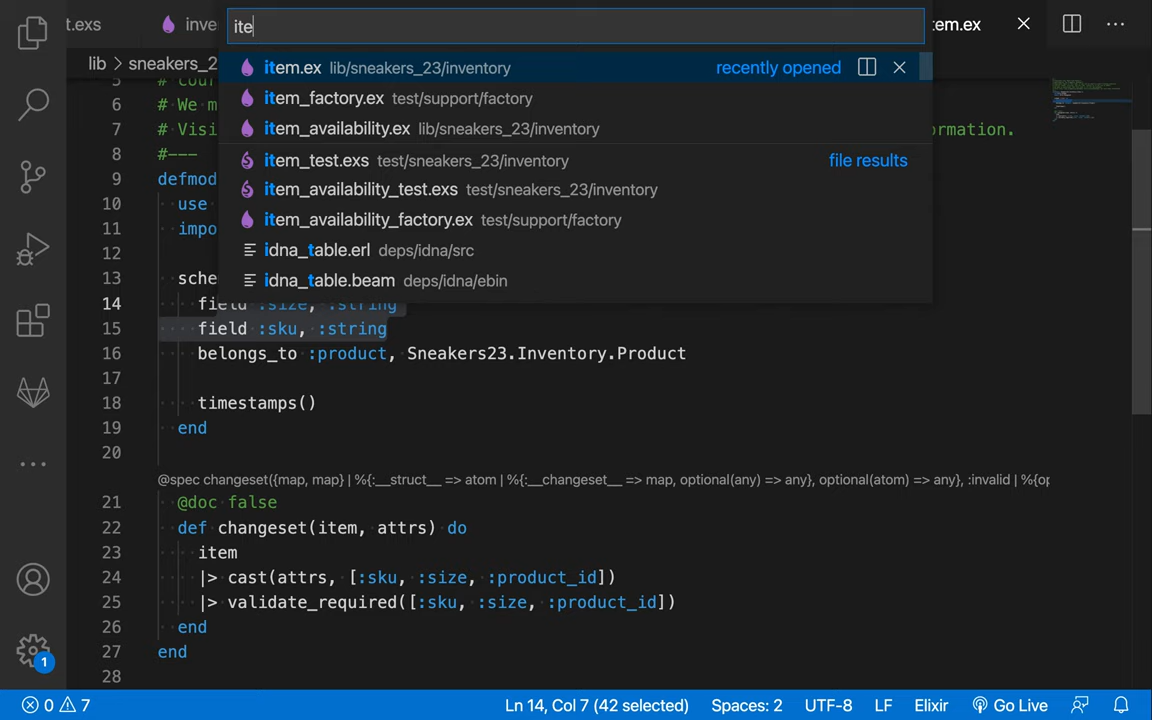 t.exs
inve
ite
tem.ex
lib > sneakers_2
item.ex lib/sneakers_23/inventory recently opened
item_factory.ex test/support/factory
item_availability.ex lib/sneakers_23/inventory
item_test.exs test/sneakers_23/inventory file results
item_availability_test.exs test/sneakers_23/inventory
item_availability_factory.ex test/support/factory
idna_table.erl deps/idna/src
idna_table.beam deps/idna/ebin
5 # Cour
6 # We m
7 # Visi ormation.
8 #---
9 defmod
10 use
11 impo
12
13 sche
14 field :size, :string
15 field :sku, :string
16 belongs_to :product, Sneakers23.Inventory.Product
17
18 timestamps()
19 end
20
@spec changeset({map, map} | %{:__struct__ => atom | %{:__changeset__ => map, optional(any) => any}, optional(atom) => any}, :invalid | %{op
21 @doc false
22 def changeset(item, attrs) do
23 item
24 |> cast(attrs, [:sku, :size, :product_id])
25 |> validate_required([:sku, :size, :product_id])
26 end
27 end
28
1
0 7 Ln 14, Col 7 (42 selected) Spaces: 2 UTF-8 LF Elixir Go Live